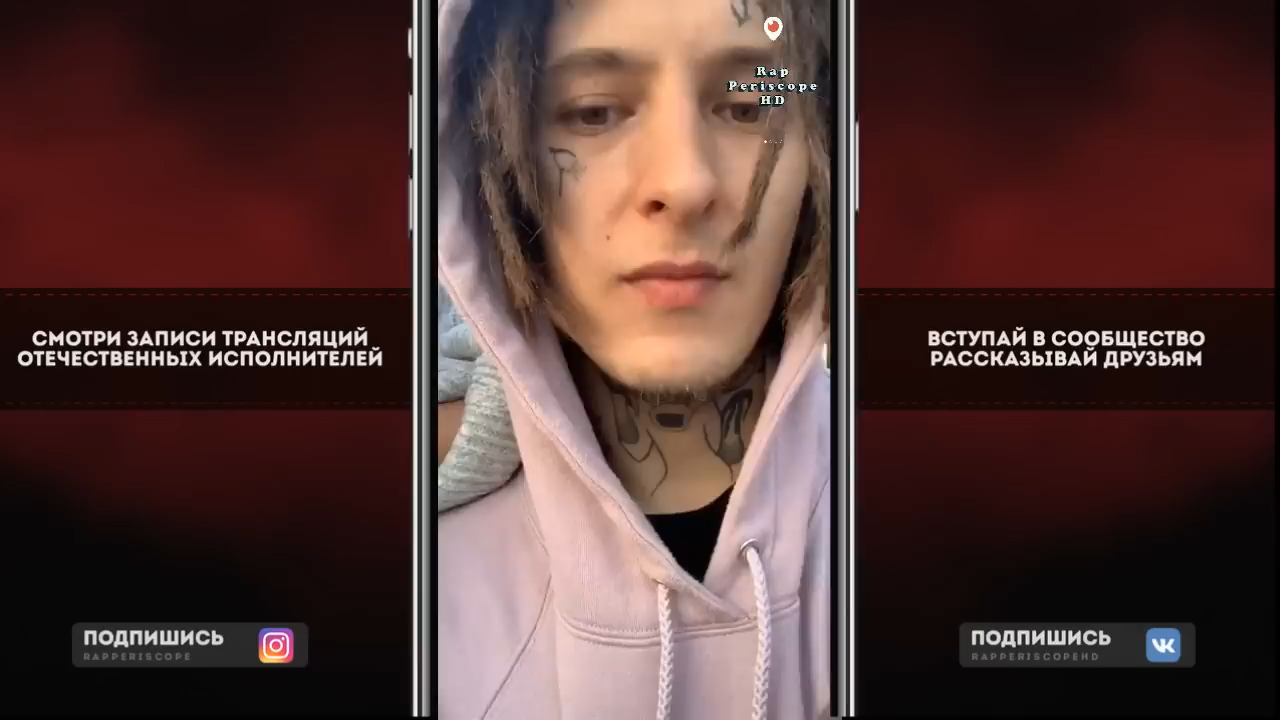 Rap
Periscope
HD
СМОТРИ ЗАПИСИ ТРАНСЛЯЦИЙ
ОТЕЧЕСТВЕННЫХ ИСПОЛНИТЕЛЕЙ
ВСТУПАЙ В СООБЩЕСТВО
РАССКАЗЫВАЙ ДРУЗЬЯМ
ПОДПИШИСЬ
RAPPERISCOPE
ПОДПИШИСЬ
RAPPERISCOPEHD